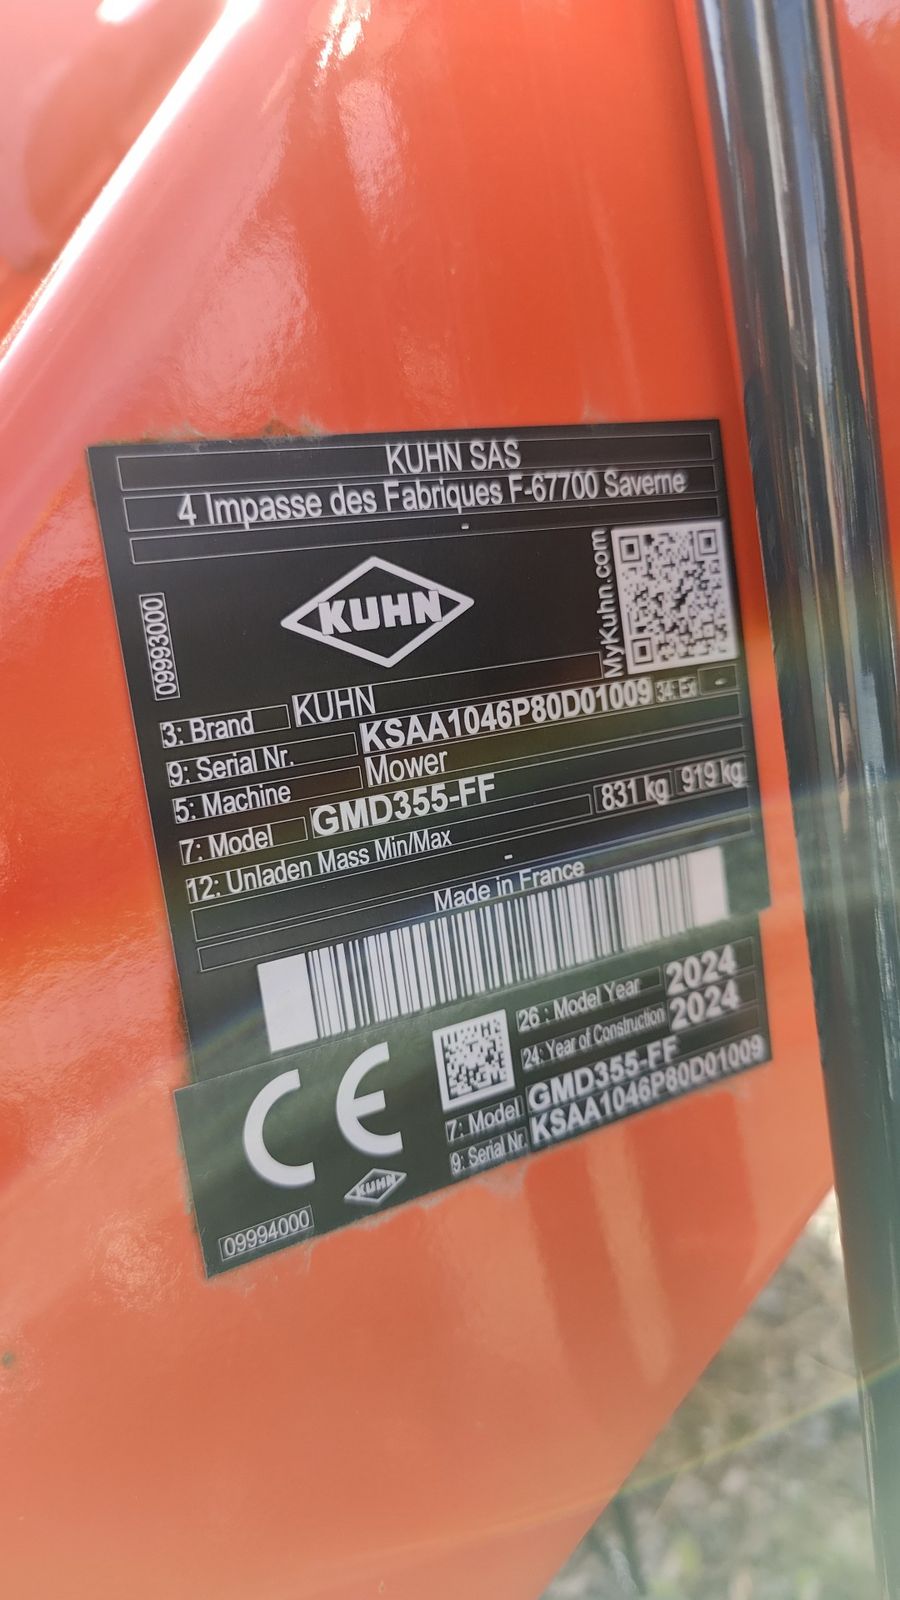 KUHN SAS
4 Impasse des Fabriques F-67700 Saverne
-
MyKuhn.com
KUHN
09993000
3: Brand KUHN
9: Serial Nr. KSAA1046P80D01009 34: Ex -
5: Machine Mower
7: Model GMD355-FF
12: Unladen Mass Min/Max 831 kg 919 kg
-
Made in France
26 : Model Year 2024
24: Year of Construction 2024
CE
7: Model GMD355-FF
9: Serial Nr. KSAA1046P80D01009
KUHN
09994000